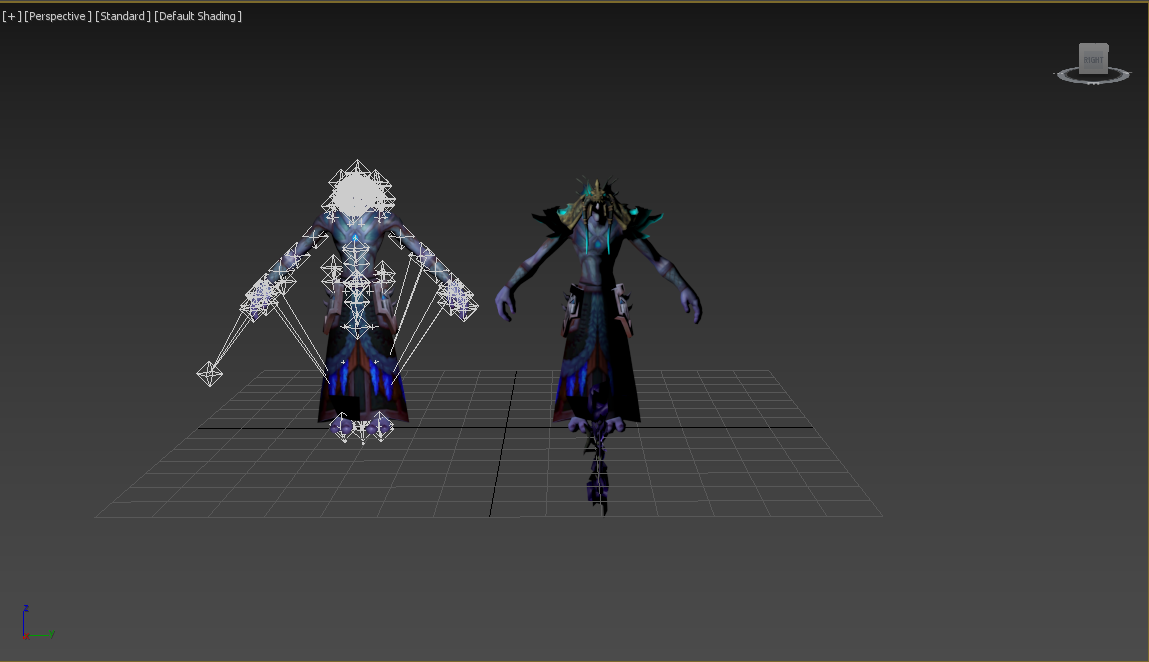 [+] [Perspective ] [Standard ] [Default Shading ]
RIGHT
z
x y